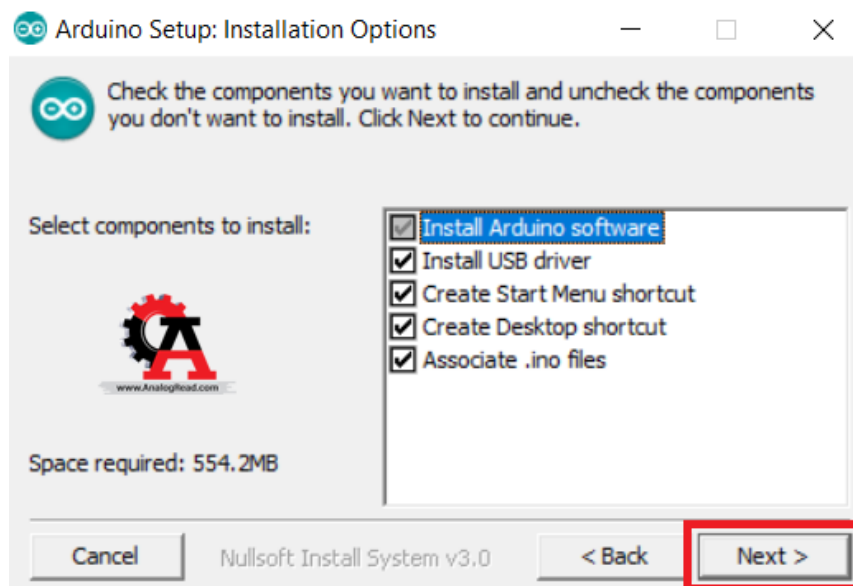 Arduino Setup: Installation Options
Check the components you want to install and uncheck the components
you don't want to install. Click Next to continue.
Select components to install:
Install Arduino software
Install USB driver
Create Start Menu shortcut
Create Desktop shortcut
Associate .ino files
A
www.AnalogRead.com
Space required: 554.2MB
Cancel
Nullsoft Install System v3.0
< Back
Next >